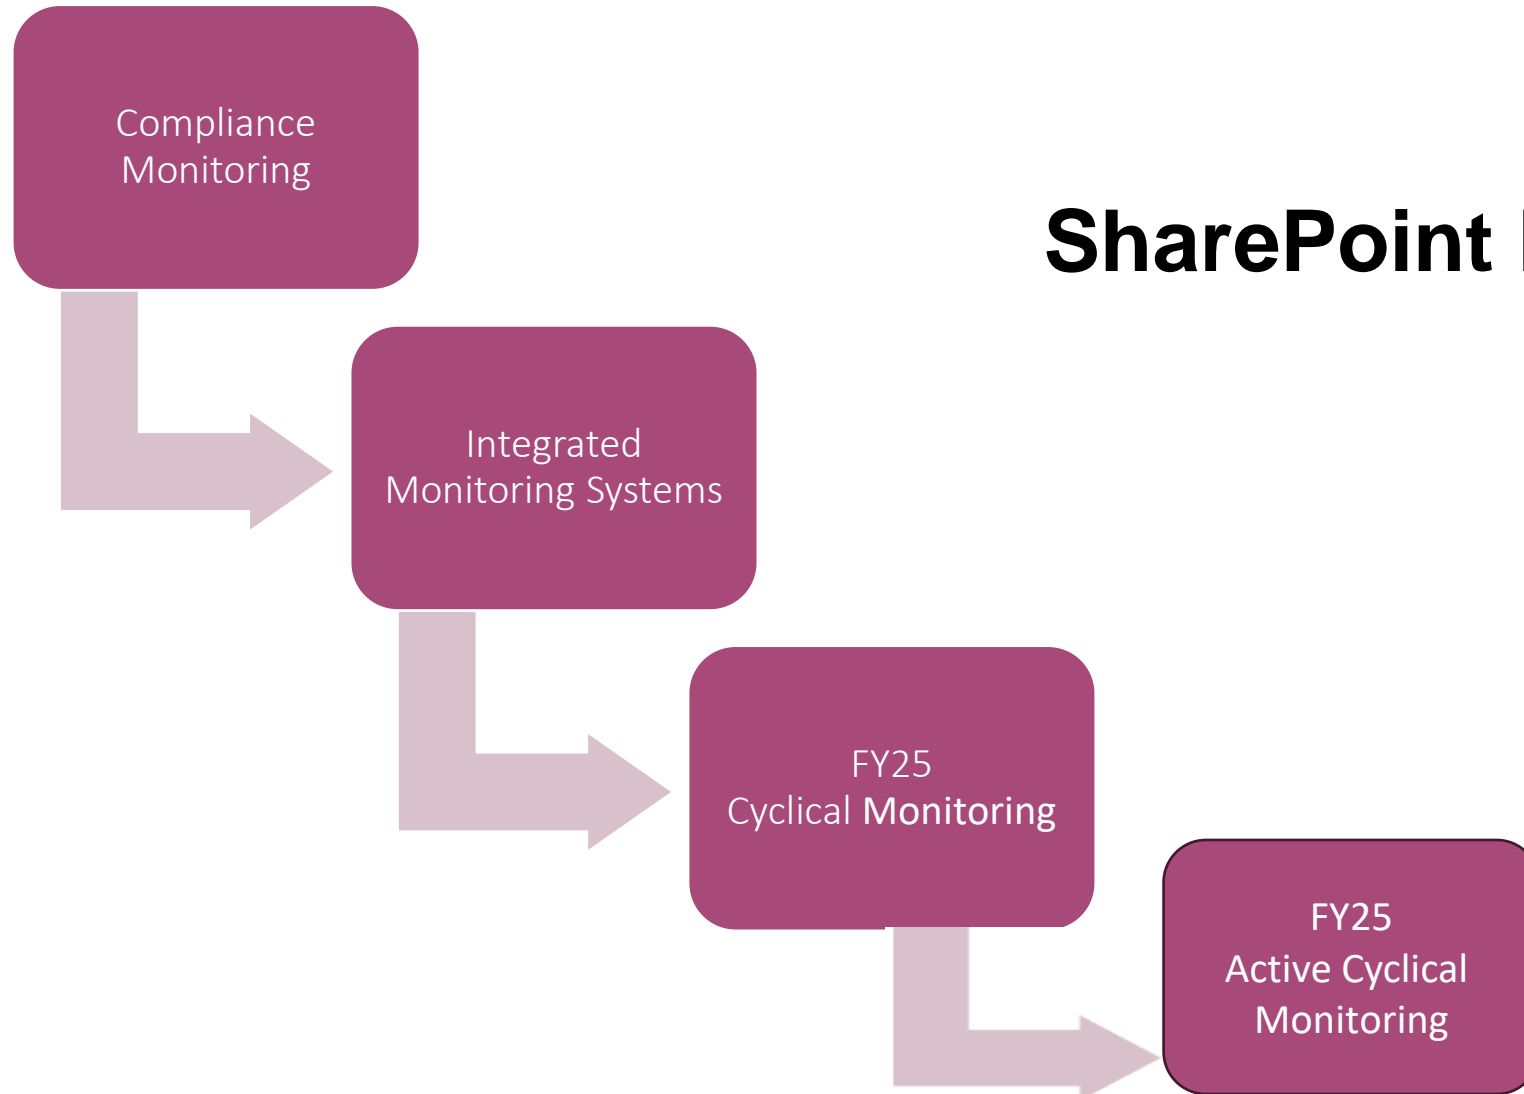 Compliance
Monitoring
SharePoint
Integrated
Monitoring Systems
FY25
Cyclical Monitoring
FY25
Active Cyclical
Monitoring